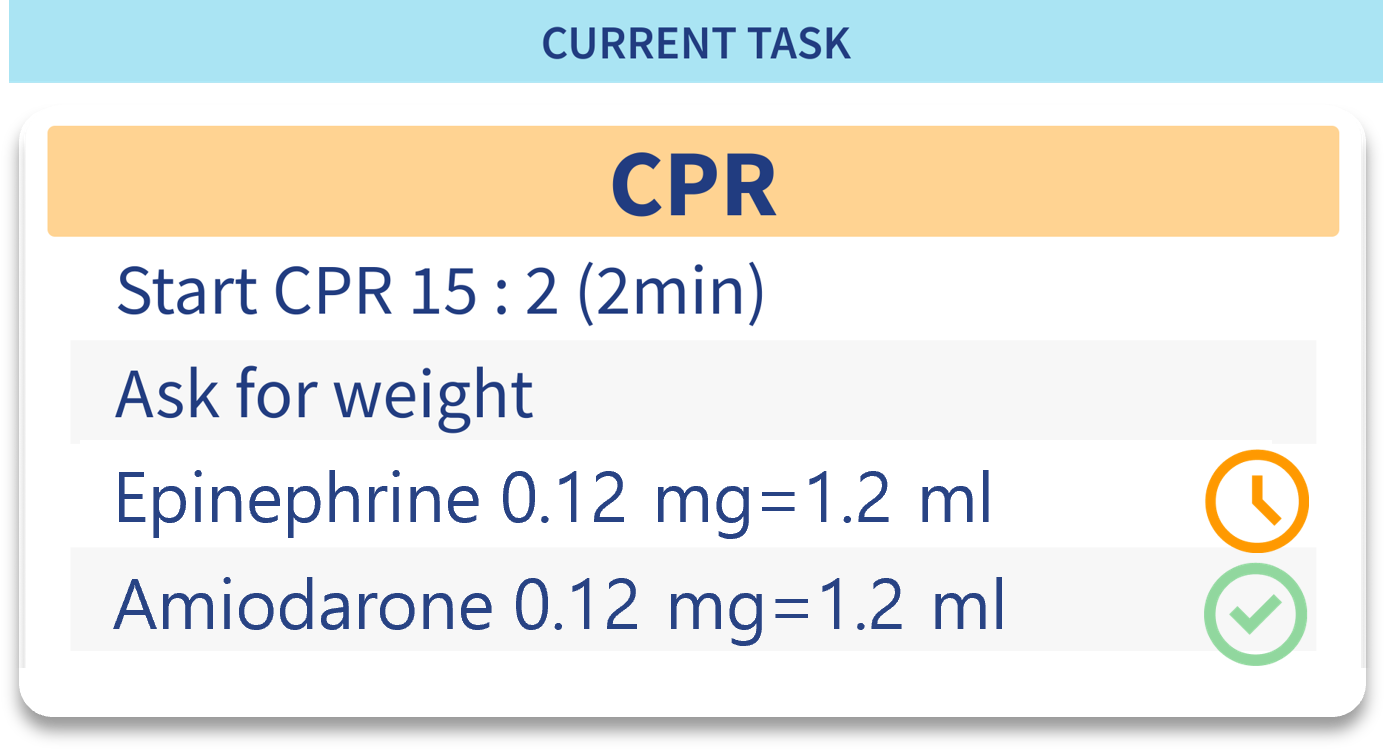 CURRENT TASK
CPR
Start CPR 15 : 2 (2min)
Ask for weight
Epinephrine 0.12 mg=1.2 ml
Amiodarone 0.12 mg=1.2 ml